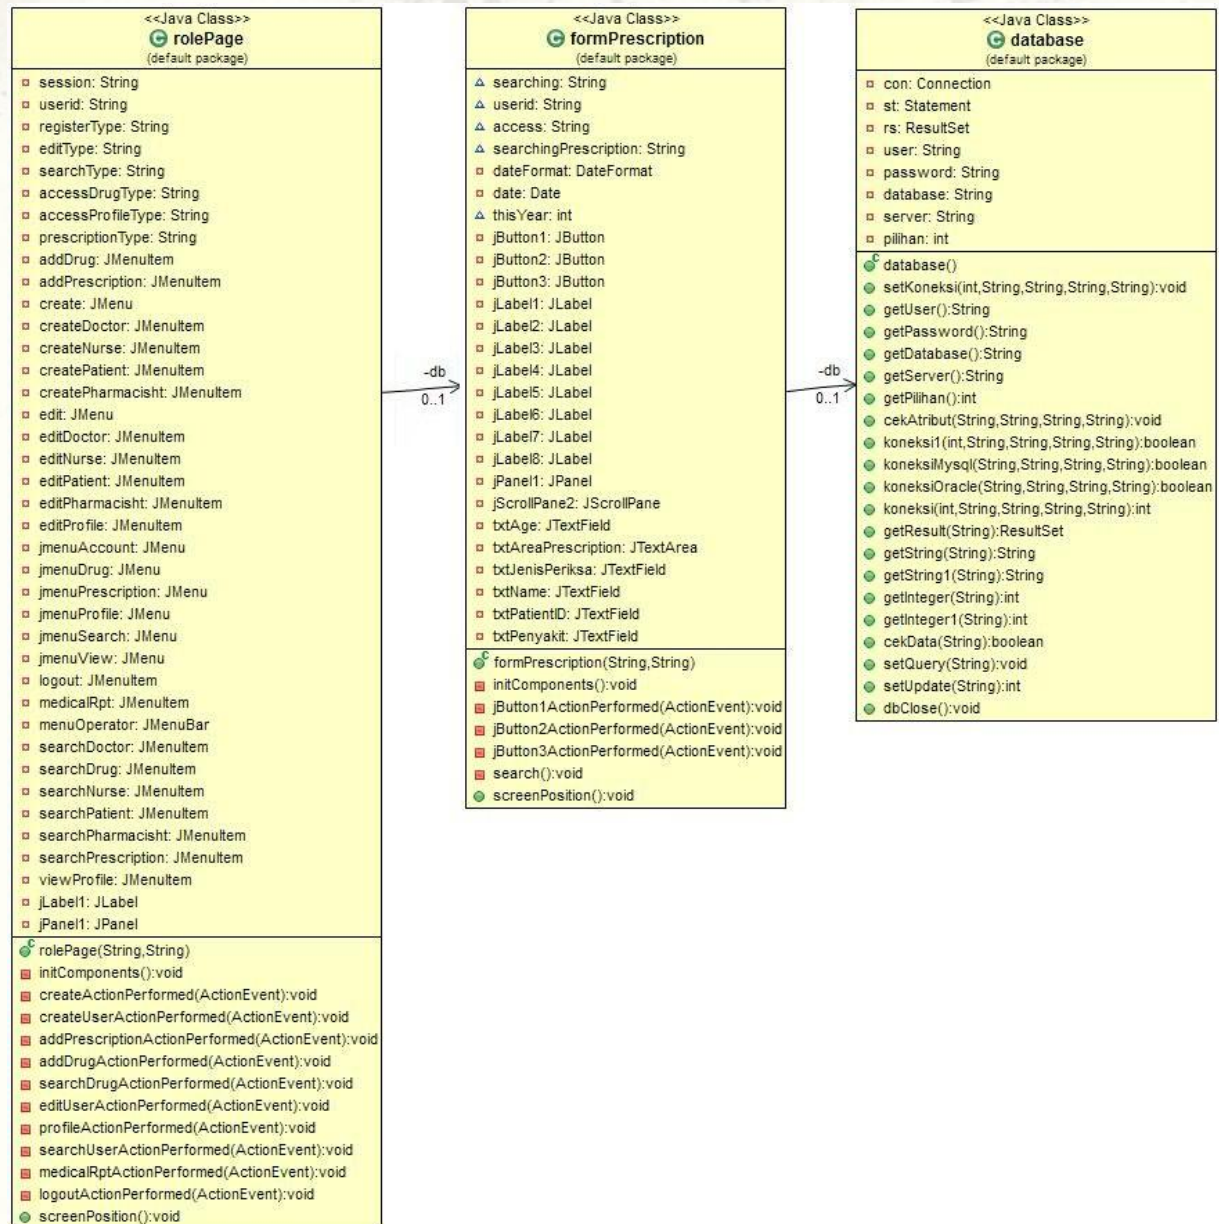 <<Java Class>>
rolePage
(default package)
session: String
userid: String
registerType: String
editType: String
searchType: String
accessDrugType: String
accessProfileType: String
prescriptionType: String
addDrug: JMenuItem
addPrescription: JMenuItem
create: JMenu
createDoctor: JMenuItem
createNurse: JMenuItem
createPatient: JMenuItem
createPharmacisht: JMenuItem
edit: JMenu
editDoctor: JMenuItem
editNurse: JMenuItem
editPatient: JMenuItem
editPharmacisht: JMenuItem
editProfile: JMenuItem
jmenuAccount: JMenu
jmenuDrug: JMenu
jmenuPrescription: JMenu
jmenuProfile: JMenu
jmenuSearch: JMenu
jmenuView: JMenu
logout: JMenuItem
medicalRpt: JMenuItem
menuOperator: JMenuBar
searchDoctor: JMenuItem
searchDrug: JMenuItem
searchNurse: JMenuItem
searchPatient: JMenuItem
searchPharmacisht: JMenuItem
searchPrescription: JMenuItem
viewProfile: JMenuItem
jLabel1: JLabel
jPanel1: JPanel
rolePage(String,String)
initComponents():void
createActionPerformed(ActionEvent):void
createUserActionPerformed(ActionEvent):void
addPrescriptionActionPerformed(ActionEvent):void
addDrugActionPerformed(ActionEvent):void
searchDrugActionPerformed(ActionEvent):void
editUserActionPerformed(ActionEvent):void
profileActionPerformed(ActionEvent):void
searchUserActionPerformed(ActionEvent):void
medicalRptActionPerformed(ActionEvent):void
logoutActionPerformed(ActionEvent):void
screenPosition():void
-db
0..1
<<Java Class>>
formPrescription
(default package)
searching: String
userid: String
access: String
searchingPrescription: String
dateFormat: DateFormat
date: Date
thisYear: int
jButton1: JButton
jButton2: JButton
jButton3: JButton
jLabel1: JLabel
jLabel2: JLabel
jLabel3: JLabel
jLabel4: JLabel
jLabel5: JLabel
jLabel6: JLabel
jLabel7: JLabel
jLabel8: JLabel
jPanel1: JPanel
jScrollPane2: JScrollPane
txtAge: JTextField
txtAreaPrescription: JTextArea
txtJenisPeriksa: JTextField
txtName: JTextField
txtPatientID: JTextField
txtPenyakit: JTextField
formPrescription(String,String)
initComponents():void
jButton1ActionPerformed(ActionEvent):void
jButton2ActionPerformed(ActionEvent):void
jButton3ActionPerformed(ActionEvent):void
search():void
screenPosition():void
-db
0..1
<<Java Class>>
database
(default package)
con: Connection
st: Statement
rs: ResultSet
user: String
password: String
database: String
server: String
pilihan: int
database()
setKoneksi(int,String,String,String,String):void
getUser():String
getPassword():String
getDatabase():String
getServer():String
getPilihan():int
cekAtribut(String,String,String,String):void
koneksi1(int,String,String,String,String):boolean
koneksiMysql(String,String,String,String):boolean
koneksiOracle(String,String,String,String):boolean
koneksi(int,String,String,String,String):int
getResult(String):ResultSet
getString(String):String
getString1(String):String
getInteger(String):int
getInteger1(String):int
cekData(String):boolean
setQuery(String):void
setUpdate(String):int
dbClose():void